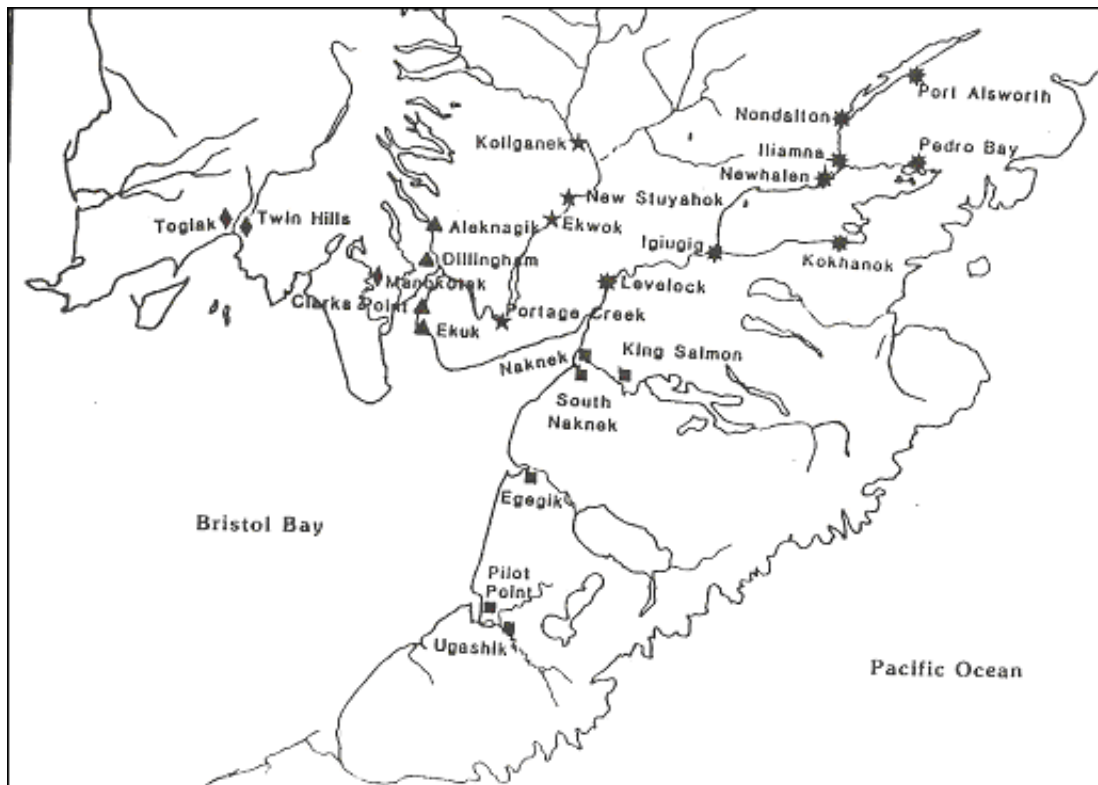 Port Alsworth
Nondalton
Koliganek
Iliamna
Pedro Bay
Newhalen
New Stuyahok
Togiak
Twin Hills
Aleknagik
Ekwok
Igiugig
Kokhanok
Dillingham
Manokotak
Levelock
Clarks Point
Portage Creek
Ekuk
Naknek
King Salmon
South
Naknek
Egegik
Bristol Bay
Pilot
Point
Ugashik
Pacific Ocean